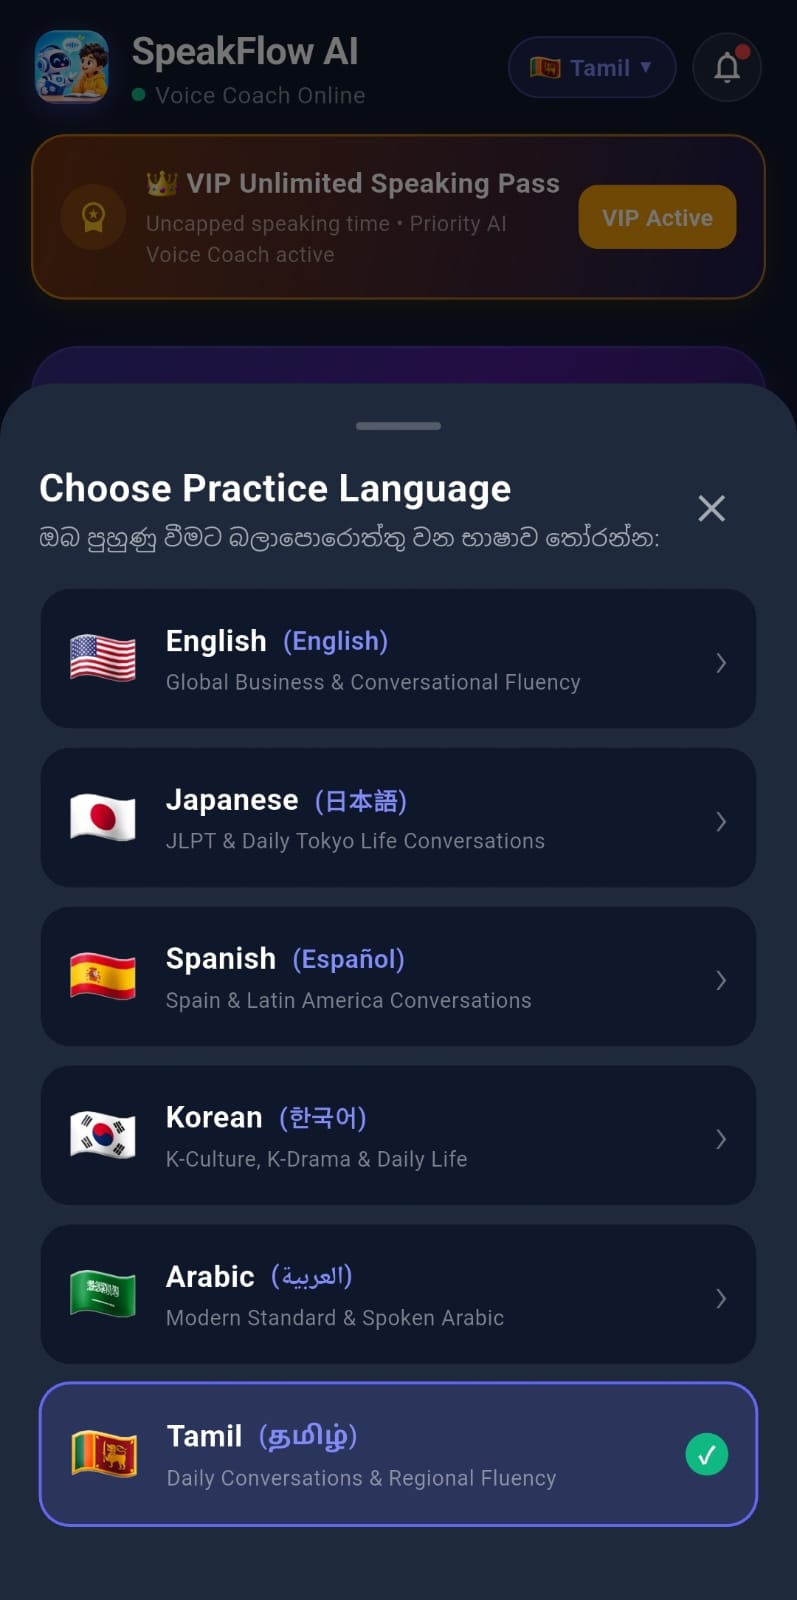 SpeakFlow AI
Voice Coach Online
Tamil ▼
👑 VIP Unlimited Speaking Pass
Uncapped speaking time • Priority AI
Voice Coach active
VIP Active
Choose Practice Language
ඔබ පුහුණු වීමට බලාපොරොත්තු වන භාෂාව තෝරන්න:
English (English)
Global Business & Conversational Fluency
Japanese (日本語)
JLPT & Daily Tokyo Life Conversations
Spanish (Español)
Spain & Latin America Conversations
Korean (한국어)
K-Culture, K-Drama & Daily Life
Arabic (العربية)
Modern Standard & Spoken Arabic
Tamil (தமிழ்)
Daily Conversations & Regional Fluency